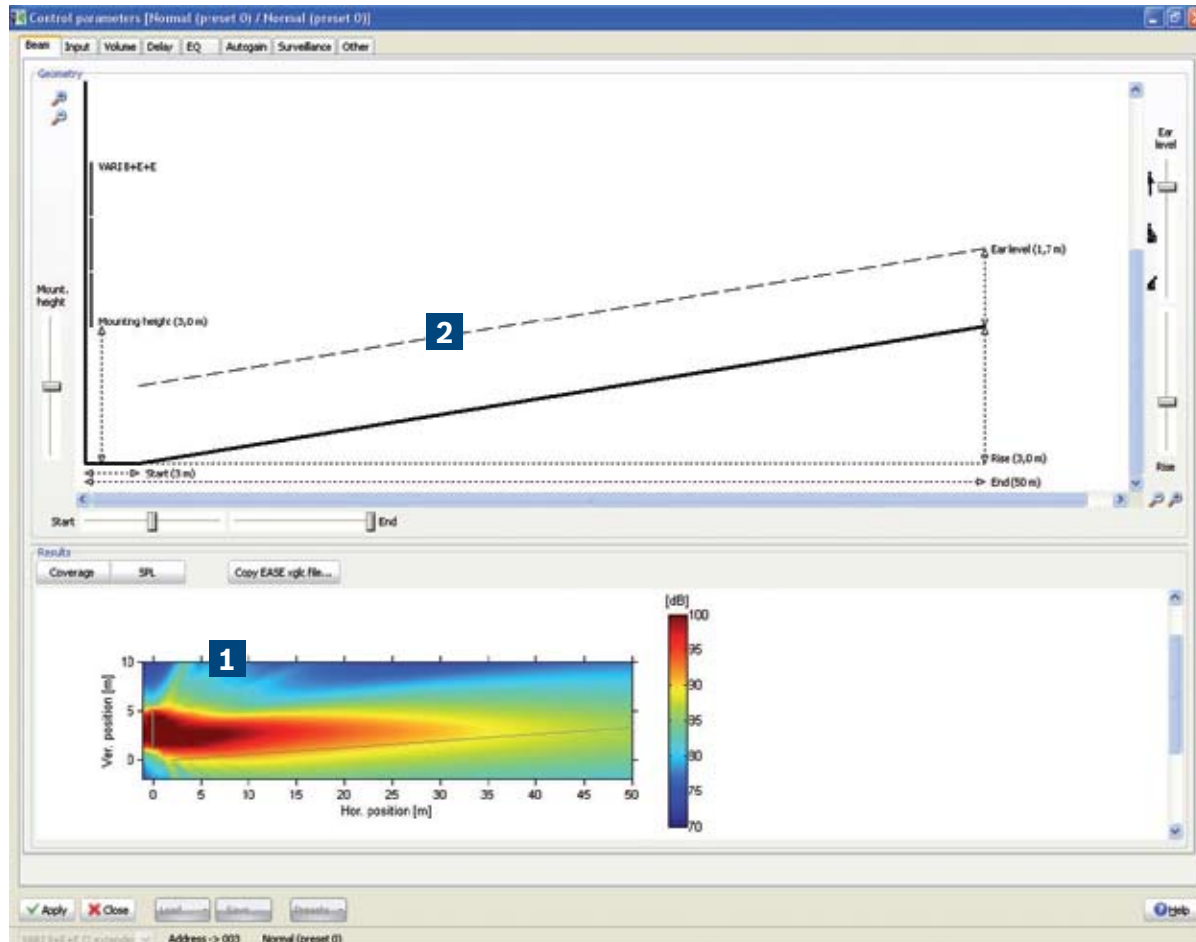 Control parameters [Normal (preset 0) / Normal (preset 0)]
Beam Input Volume Delay EQ Autogain Surveillance Other
Geometry
Ear level
VARI B+E+E
Ear level (1,7 m)
Mount. height
Mounting height (3,0 m)
2
Rise (3,0 m)
Rise
Start (3 m)
End (50 m)
Start
End
Results
Coverage SPL Copy EASE xglc file...
[dB]
100
95
90
85
80
75
70
1
10
5
0
Ver. position [m]
0 5 10 15 20 25 30 35 40 45 50
Hor. position [m]
Apply Close Load... Save... Presets Help
Address -> 003 Normal (preset 0)